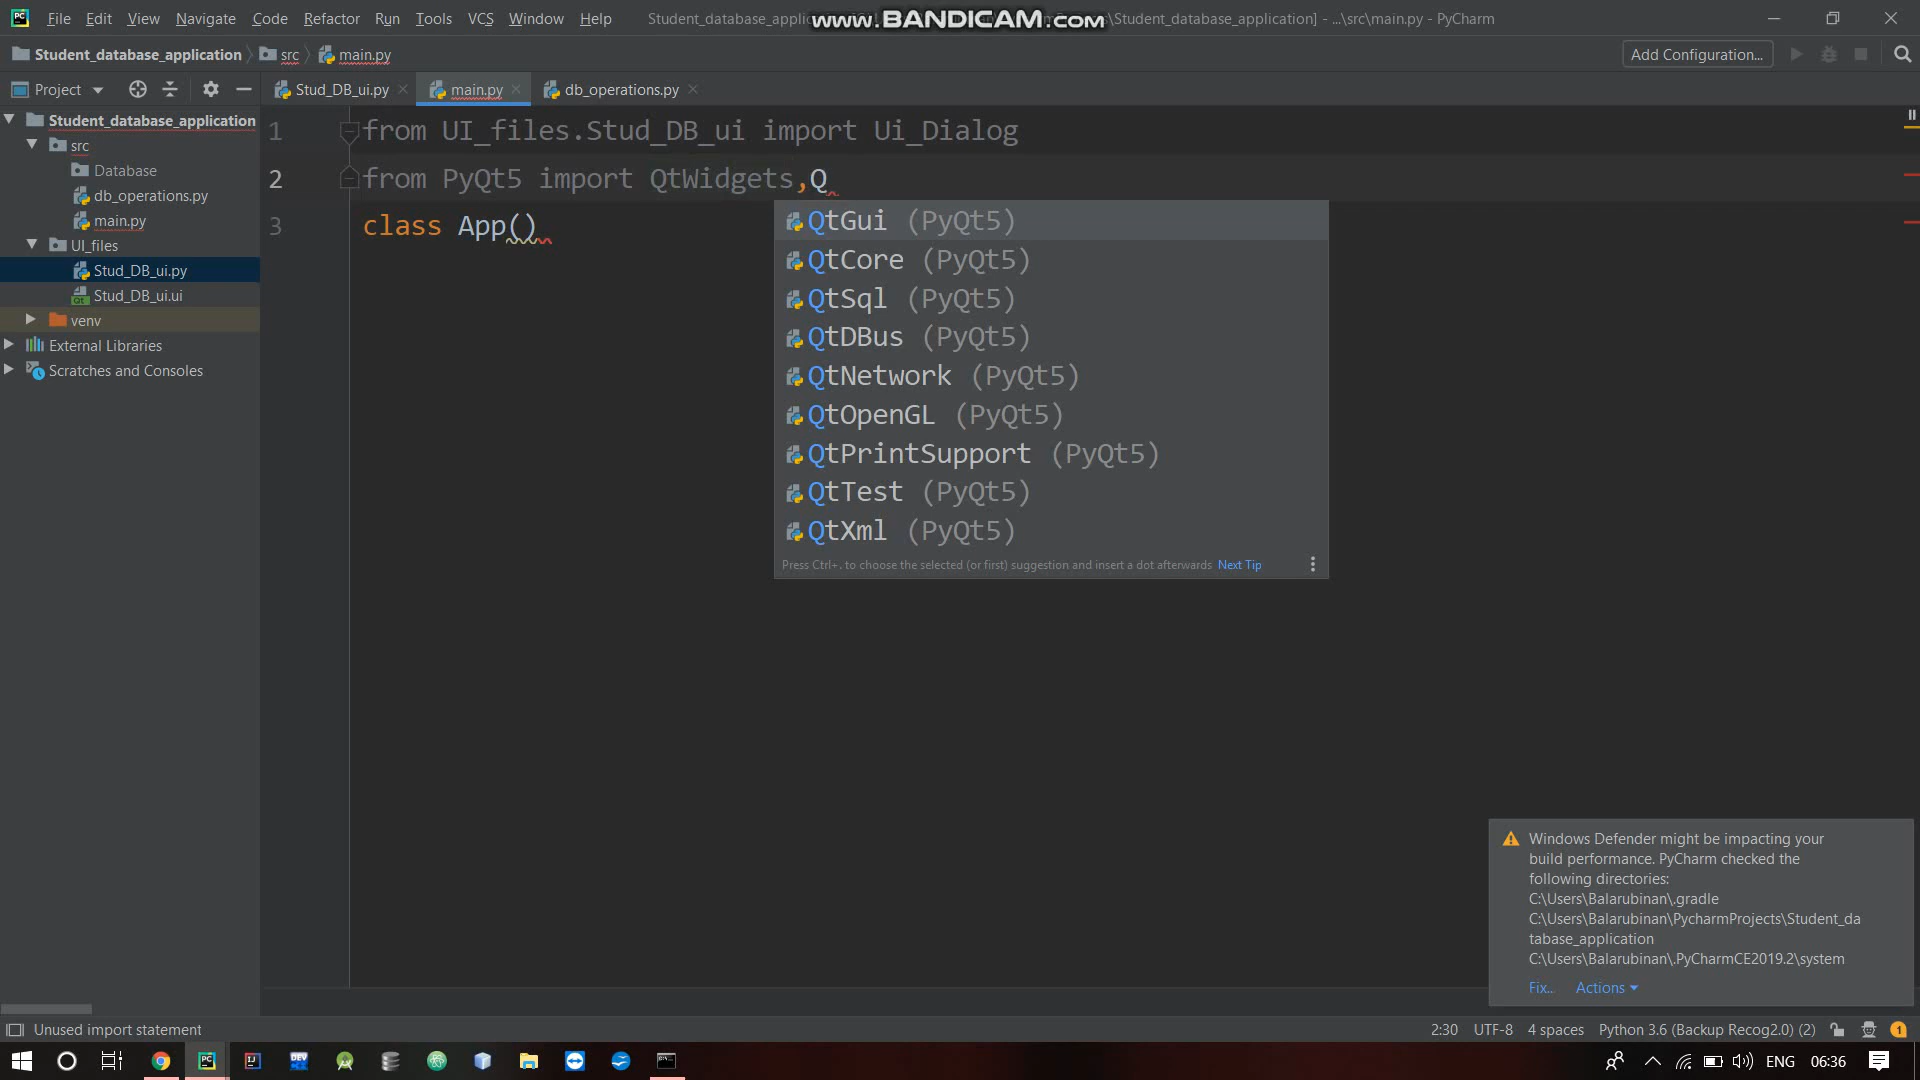 File Edit View Navigate Code Refactor Run Tools VCS Window Help Student_database_applic www.BANDICAM.com \Student_database_application] - ...\src\main.py - PyCharm
Student_database_application src main.py Add Configuration...
Project Stud_DB_ui.py main.py db_operations.py
Student_database_application
src
Database
db_operations.py
main.py
UI_files
Stud_DB_ui.py
Stud_DB_ui.ui
venv
External Libraries
Scratches and Consoles
1 from UI_files.Stud_DB_ui import Ui_Dialog
2 from PyQt5 import QtWidgets,Q
3 class App()
QtGui (PyQt5)
QtCore (PyQt5)
QtSql (PyQt5)
QtDBus (PyQt5)
QtNetwork (PyQt5)
QtOpenGL (PyQt5)
QtPrintSupport (PyQt5)
QtTest (PyQt5)
QtXml (PyQt5)
Press Ctrl+. to choose the selected (or first) suggestion and insert a dot afterwards Next Tip
Windows Defender might be impacting your
build performance. PyCharm checked the
following directories:
C:\Users\Balarubinan\.gradle
C:\Users\Balarubinan\PycharmProjects\Student_da
tabase_application
C:\Users\Balarubinan\.PyCharmCE2019.2\system
Fix... Actions
Unused import statement 2:30 UTF-8 4 spaces Python 3.6 (Backup Recog2.0) (2) 1
ENG 06:36